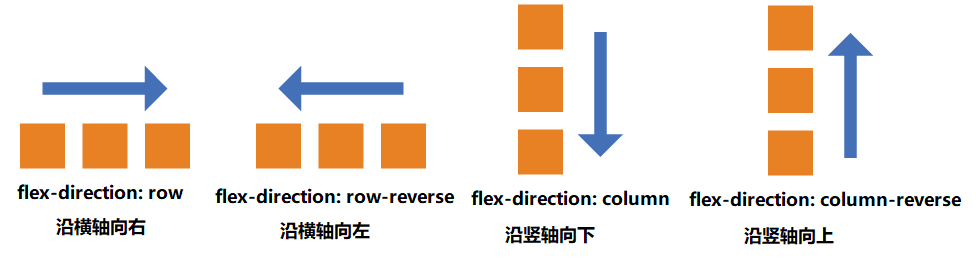 flex-direction: row
沿横轴向右
flex-direction: row-reverse
沿横轴向左
flex-direction: column
沿竖轴向下
flex-direction: column-reverse
沿竖轴向上